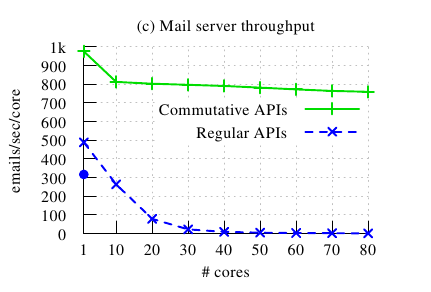 (c) Mail server throughput
emails/sec/core
1k
900
800
700
600
500
400
300
200
100
0
Commutative APIs
Regular APIs
1 10 20 30 40 50 60 70 80
# cores